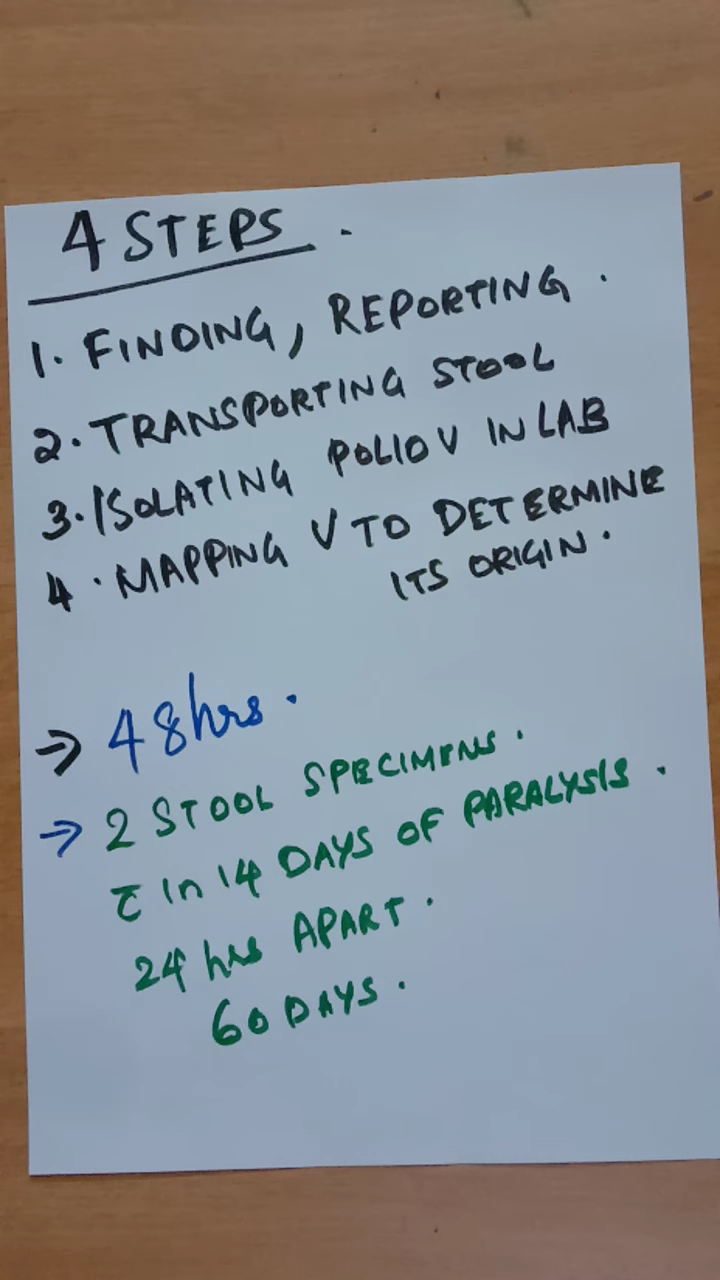 4 STEPS.
1. FINDING, REPORTING.
2. TRANSPORTING STOOL
3. ISOLATING POLIO V IN LAB
4. MAPPING V TO DETERMINE
ITS ORIGIN.
→ 48hrs.
→ 2 STOOL SPECIMENS.
c̄ in 14 DAYS OF PARALYSIS.
24 hrs APART.
60 DAYS.